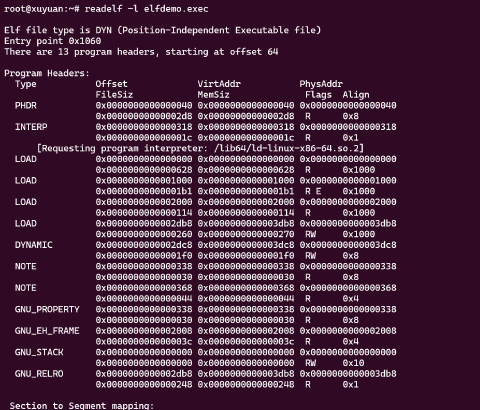 root@xuyuan:~# readelf -l elfdemo.exec
Elf file type is DYN (Position-Independent Executable file)
Entry point 0x1060
There are 13 program headers, starting at offset 64
Program Headers:
Type Offset VirtAddr PhysAddr
FileSiz MemSiz Flags Align
PHDR 0x0000000000000040 0x0000000000000040 0x0000000000000040
0x00000000000002d8 0x00000000000002d8 R 0x8
INTERP 0x0000000000000318 0x0000000000000318 0x0000000000000318
0x000000000000001c 0x000000000000001c R 0x1
[Requesting program interpreter: /lib64/ld-linux-x86-64.so.2]
LOAD 0x0000000000000000 0x0000000000000000 0x0000000000000000
0x0000000000000628 0x0000000000000628 R 0x1000
LOAD 0x0000000000001000 0x0000000000001000 0x0000000000001000
0x00000000000001b1 0x00000000000001b1 R E 0x1000
LOAD 0x0000000000002000 0x0000000000002000 0x0000000000002000
0x0000000000000114 0x0000000000000114 R 0x1000
LOAD 0x0000000000002db8 0x0000000000003db8 0x0000000000003db8
0x0000000000000260 0x0000000000000270 RW 0x1000
DYNAMIC 0x0000000000002dc8 0x0000000000003dc8 0x0000000000003dc8
0x00000000000001f0 0x00000000000001f0 RW 0x8
NOTE 0x0000000000000338 0x0000000000000338 0x0000000000000338
0x0000000000000030 0x0000000000000030 R 0x8
NOTE 0x0000000000000368 0x0000000000000368 0x0000000000000368
0x0000000000000044 0x0000000000000044 R 0x4
GNU_PROPERTY 0x0000000000000338 0x0000000000000338 0x0000000000000338
0x0000000000000030 0x0000000000000030 R 0x8
GNU_EH_FRAME 0x0000000000002008 0x0000000000002008 0x0000000000002008
0x000000000000003c 0x000000000000003c R 0x4
GNU_STACK 0x0000000000000000 0x0000000000000000 0x0000000000000000
0x0000000000000000 0x0000000000000000 RW 0x10
GNU_RELRO 0x0000000000002db8 0x0000000000003db8 0x0000000000003db8
0x0000000000000248 0x0000000000000248 R 0x1
Section to Segment mapping: